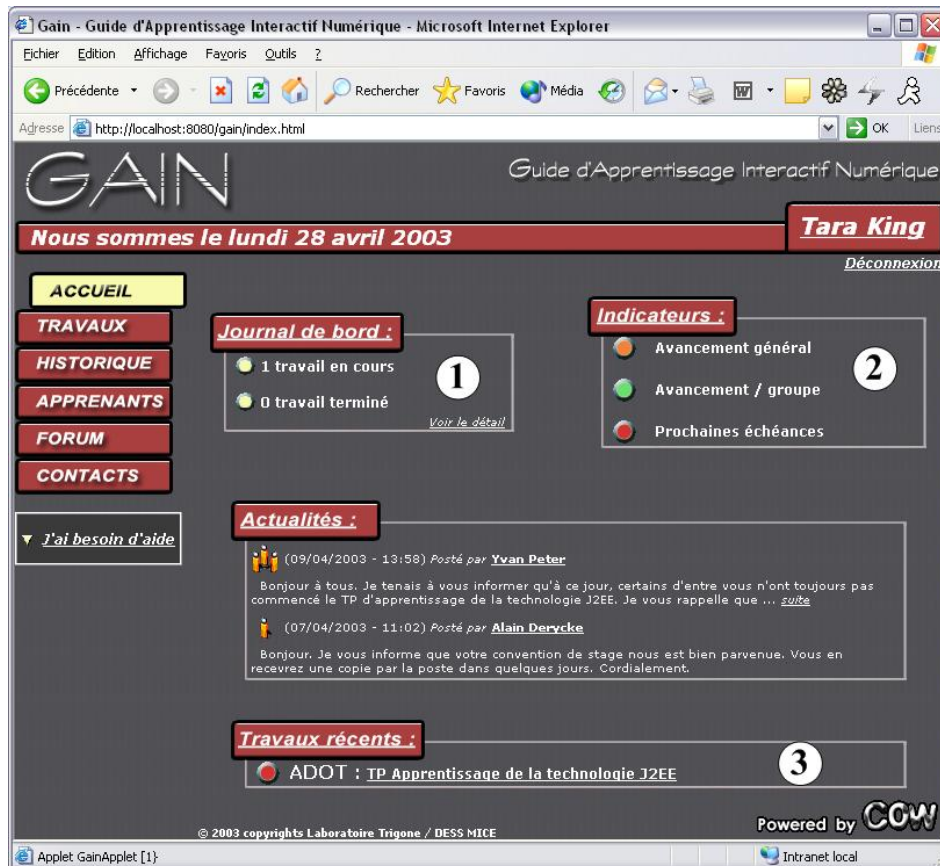 Gain - Guide d'Apprentissage Interactif Numérique - Microsoft Internet Explorer
Fichier Edition Affichage Favoris Outils ?
Précédente Rechercher Favoris Média
Adresse http://localhost:8080/gain/index.html OK Liens
GAIN
Guide d'Apprentissage Interactif Numérique
Nous sommes le lundi 28 avril 2003
Tara King
Déconnexion
ACCUEIL
TRAVAUX
HISTORIQUE
APPRENANTS
FORUM
CONTACTS
J'ai besoin d'aide
Journal de bord :
1 travail en cours
0 travail terminé
1
Voir le détail
Indicateurs :
Avancement général
Avancement / groupe
Prochaines échéances
2
Actualités :
(09/04/2003 - 13:58) Posté par Yvan Peter
Bonjour à tous. Je tenais à vous informer qu'à ce jour, certains d'entre vous n'ont toujours pas
commencé le TP d'apprentissage de la technologie J2EE. Je vous rappelle que ... suite
(07/04/2003 - 11:02) Posté par Alain Derycke
Bonjour. Je vous informe que votre convention de stage nous est bien parvenue. Vous en
recevrez une copie par la poste dans quelques jours. Cordialement.
Travaux récents :
ADOT : TP Apprentissage de la technologie J2EE
3
© 2003 copyrights Laboratoire Trigone / DESS MICE
Powered by COW
Applet GainApplet [1}
Intranet local